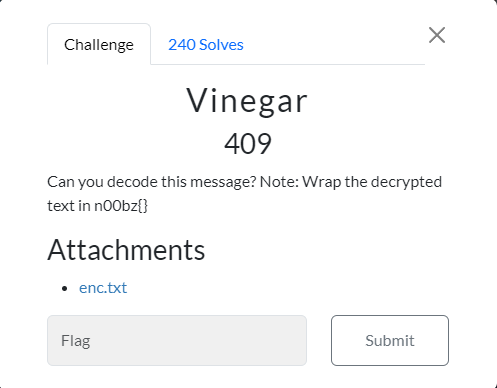 Challenge
240 Solves
Vinegar
409
Can you decode this message? Note: Wrap the decrypted
text in n00bz{}
Attachments
enc.txt
Flag
Submit